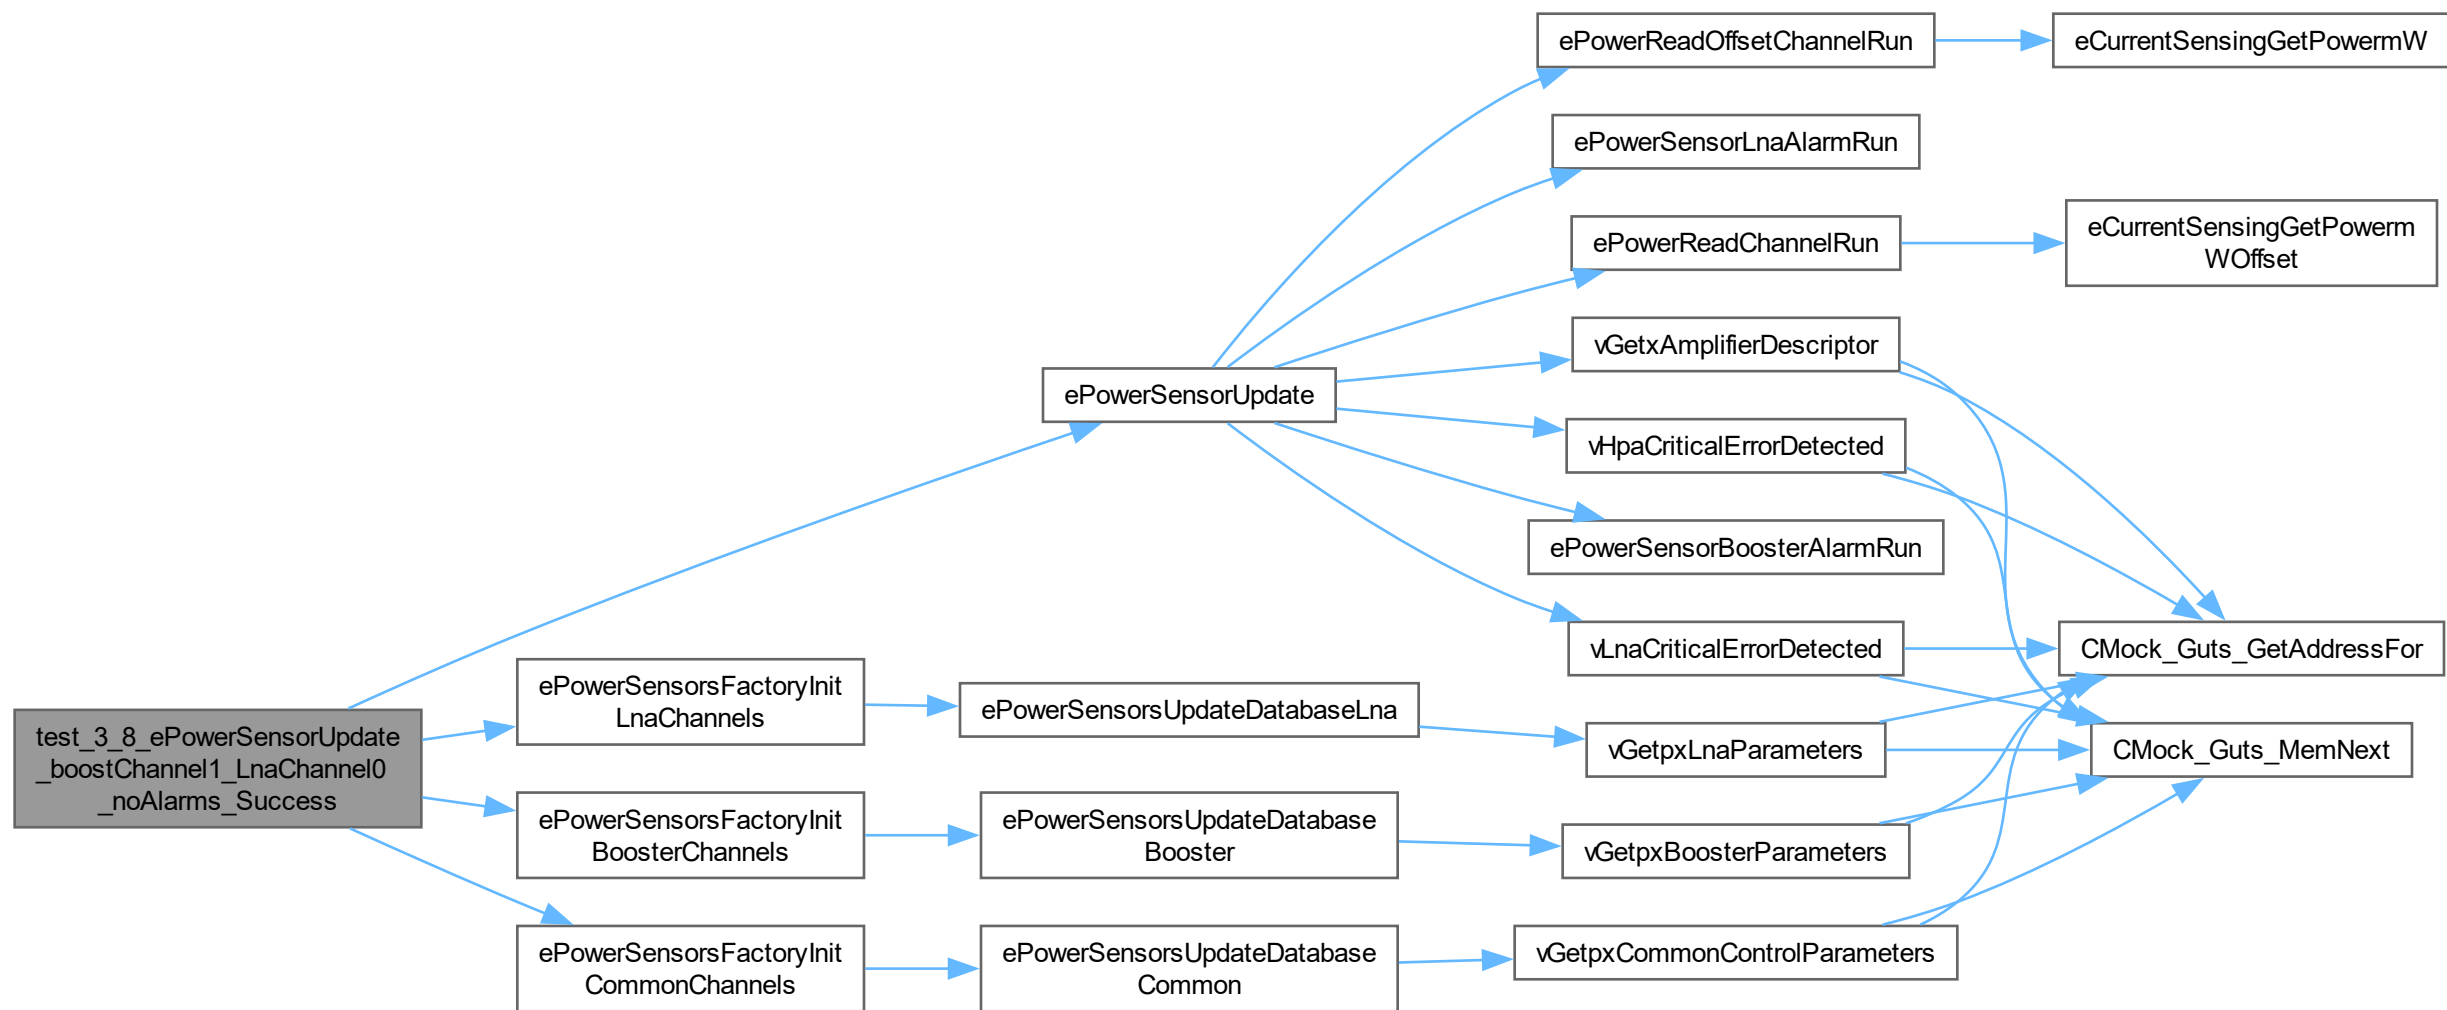 ePowerReadOffsetChannelRun
eCurrentSensingGetPowermW
ePowerSensorLnaAlarmRun
ePowerReadChannelRun
eCurrentSensingGetPowerm
WOffset
vGetxAmplifierDescriptor
ePowerSensorUpdate
vHpaCriticalErrorDetected
ePowerSensorBoosterAlarmRun
vLnaCriticalErrorDetected
CMock_Guts_GetAddressFor
ePowerSensorsFactoryInit
LnaChannels
ePowerSensorsUpdateDatabaseLna
vGetpxLnaParameters
CMock_Guts_MemNext
test_3_8_ePowerSensorUpdate
_boostChannel1_LnaChannel0
_noAlarms_Success
ePowerSensorsFactoryInit
BoosterChannels
ePowerSensorsUpdateDatabase
Booster
vGetpxBoosterParameters
ePowerSensorsFactoryInit
CommonChannels
ePowerSensorsUpdateDatabase
Common
vGetpxCommonControlParameters